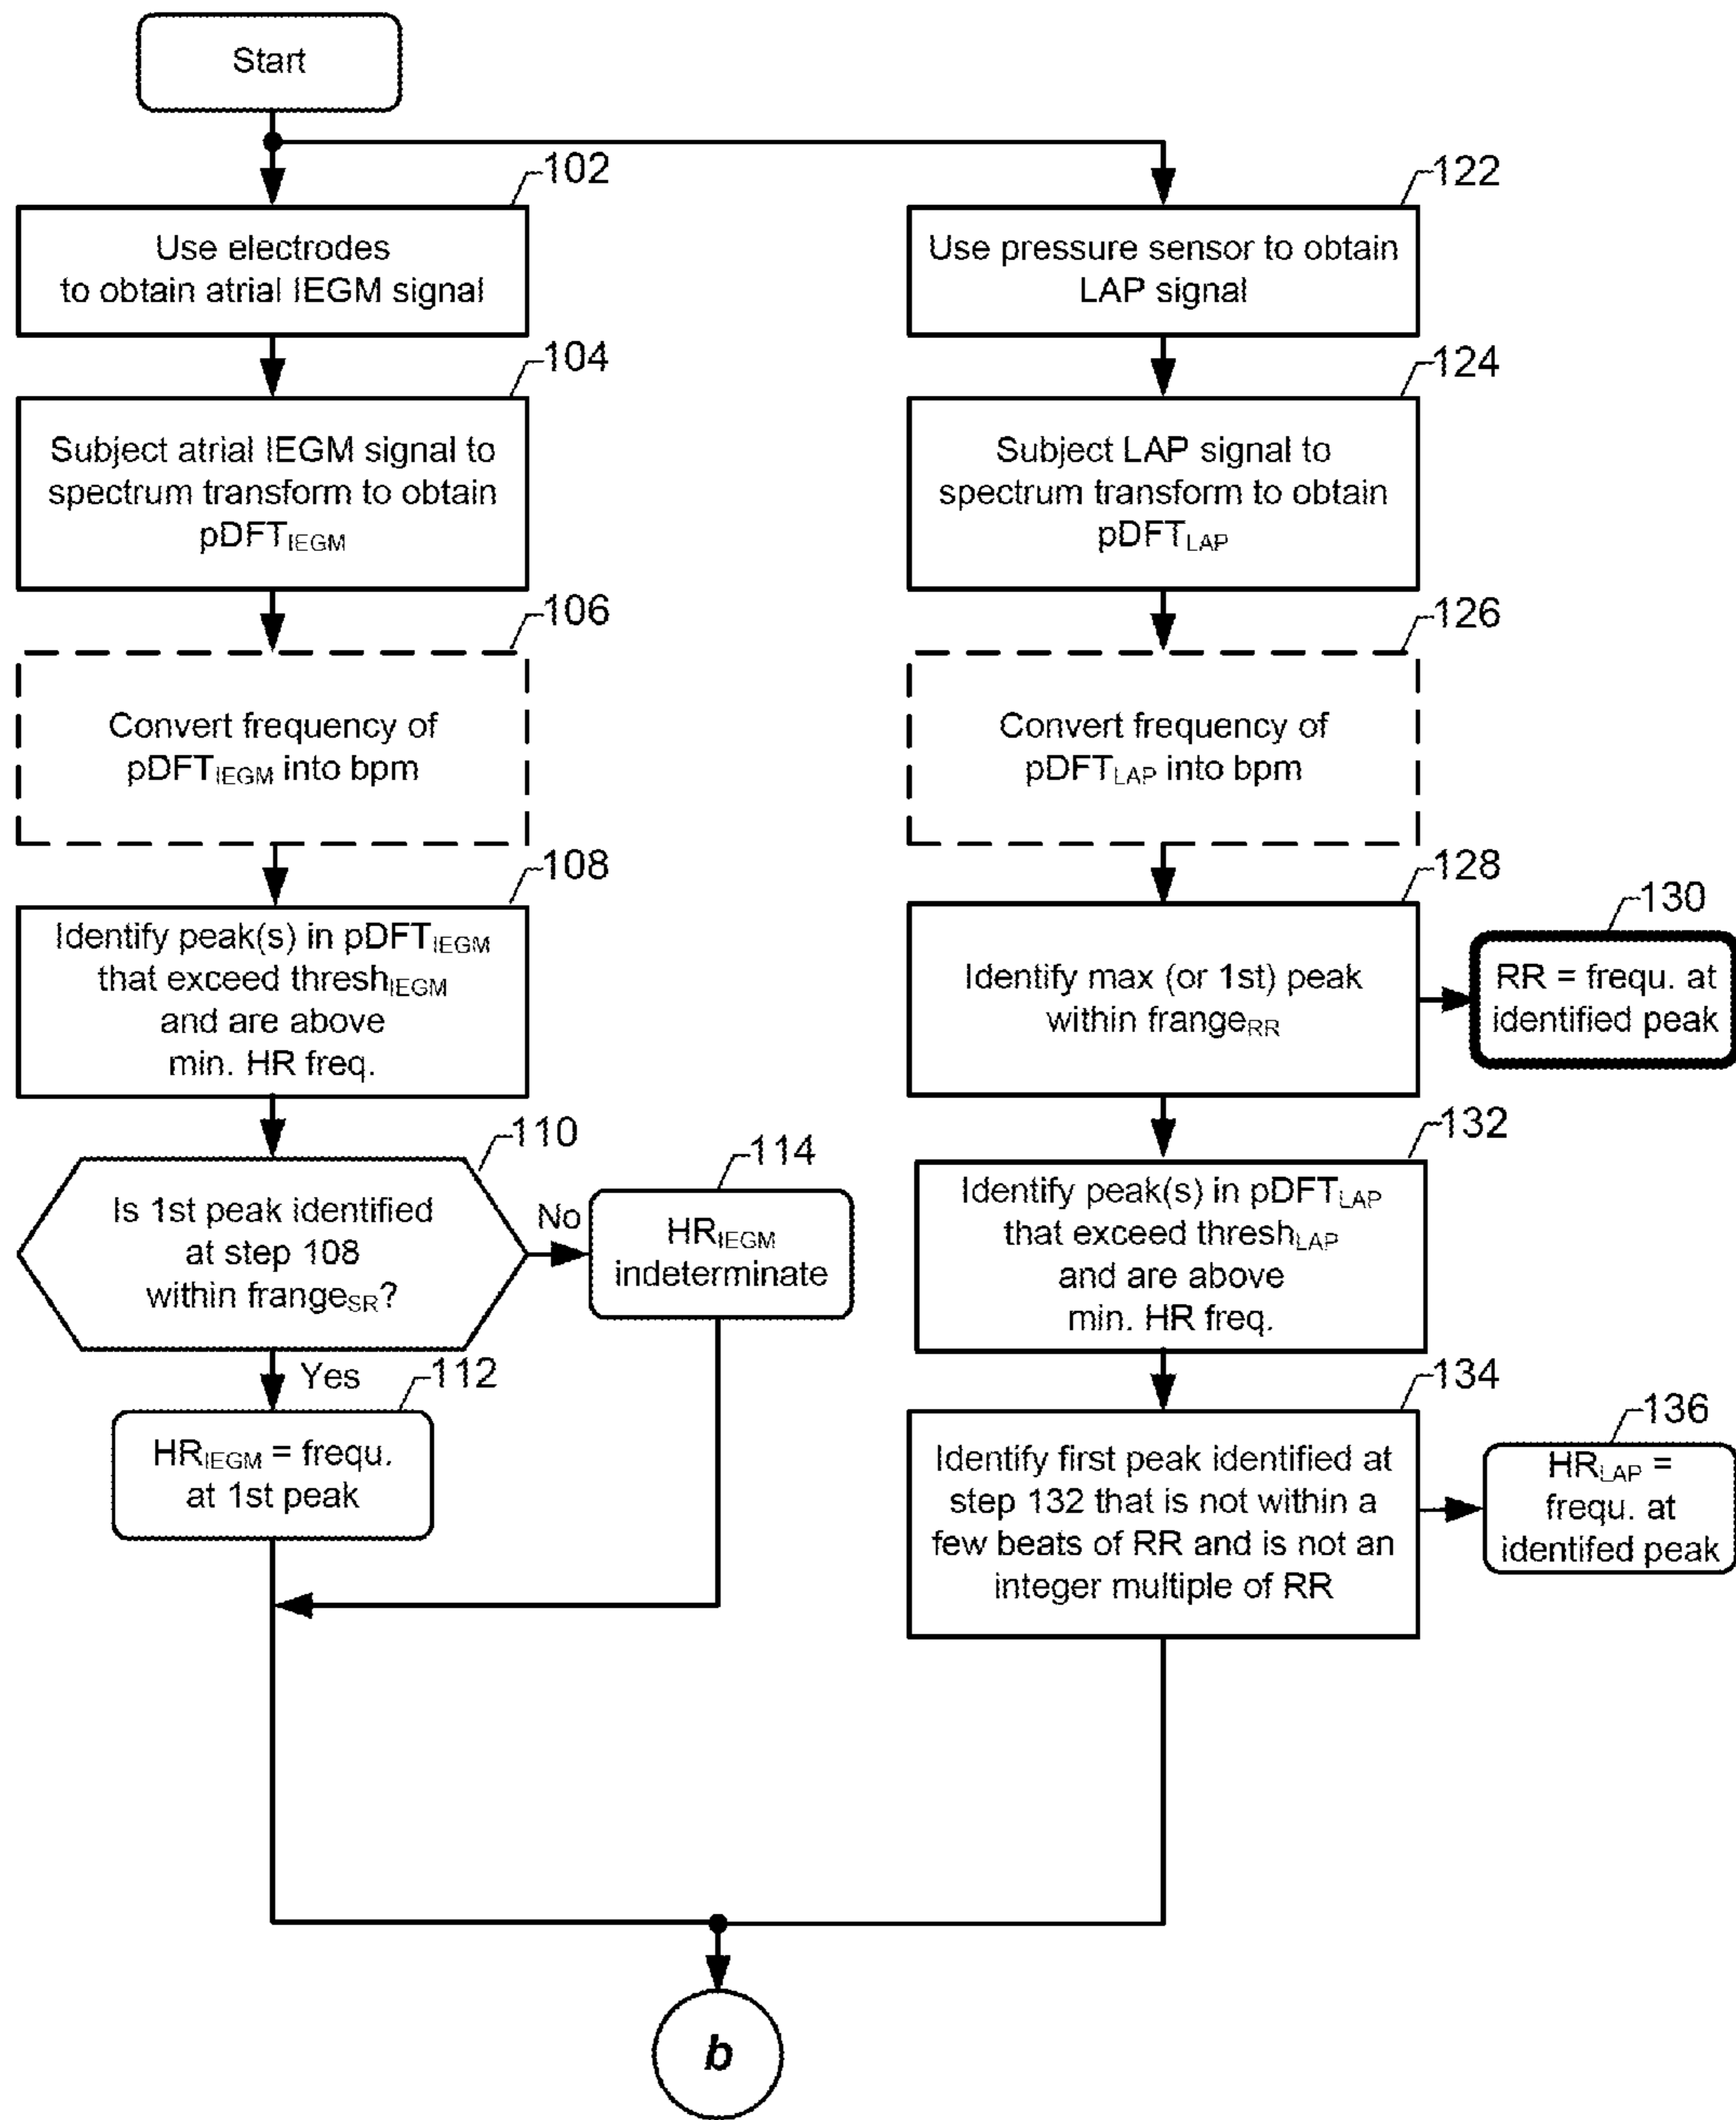 Start
102
Use electrodes
to obtain atrial IEGM signal
104
Subject atrial IEGM signal to
spectrum transform to obtain
pDFTIEGM
106
Convert frequency of
pDFTIEGM into bpm
108
Identify peak(s) in pDFTIEGM
that exceed threshIEGM
and are above
min. HR freq.
110
Is 1st peak identified
at step 108
within frangeSR?
No
114
HRIEGM
indeterminate
Yes
112
HRIEGM = frequ.
at 1st peak
122
Use pressure sensor to obtain
LAP signal
124
Subject LAP signal to
spectrum transform to obtain
pDFTLAP
126
Convert frequency of
pDFTLAP into bpm
128
Identify max (or 1st) peak
within frangeRR
130
RR = frequ. at
identified peak
132
Identify peak(s) in pDFTLAP
that exceed threshLAP
and are above
min. HR freq.
134
Identify first peak identified at
step 132 that is not within a
few beats of RR and is not an
integer multiple of RR
136
HRLAP =
frequ. at
identifed peak
b